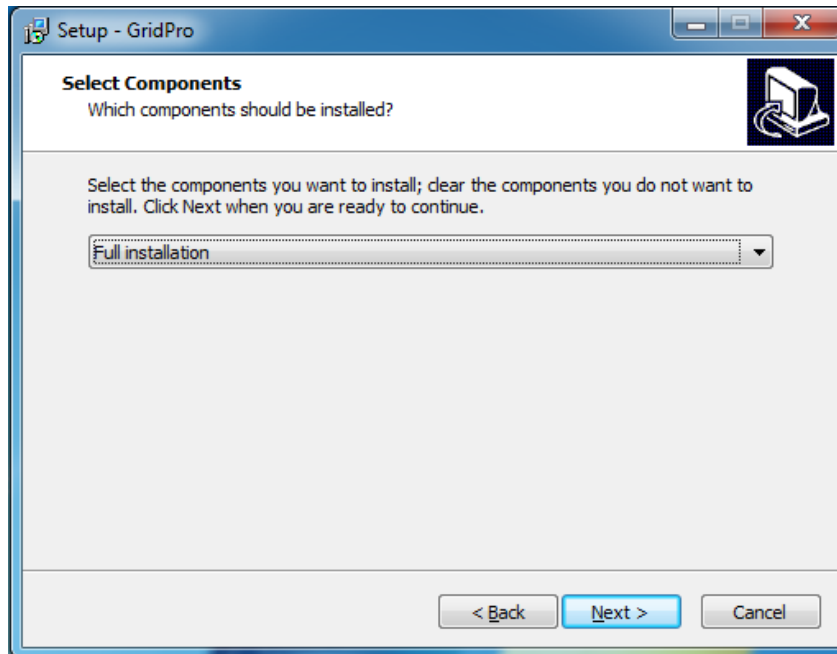 Setup - GridPro
Select Components
Which components should be installed?
Select the components you want to install; clear the components you do not want to
install. Click Next when you are ready to continue.
Full installation
< Back
Next >
Cancel